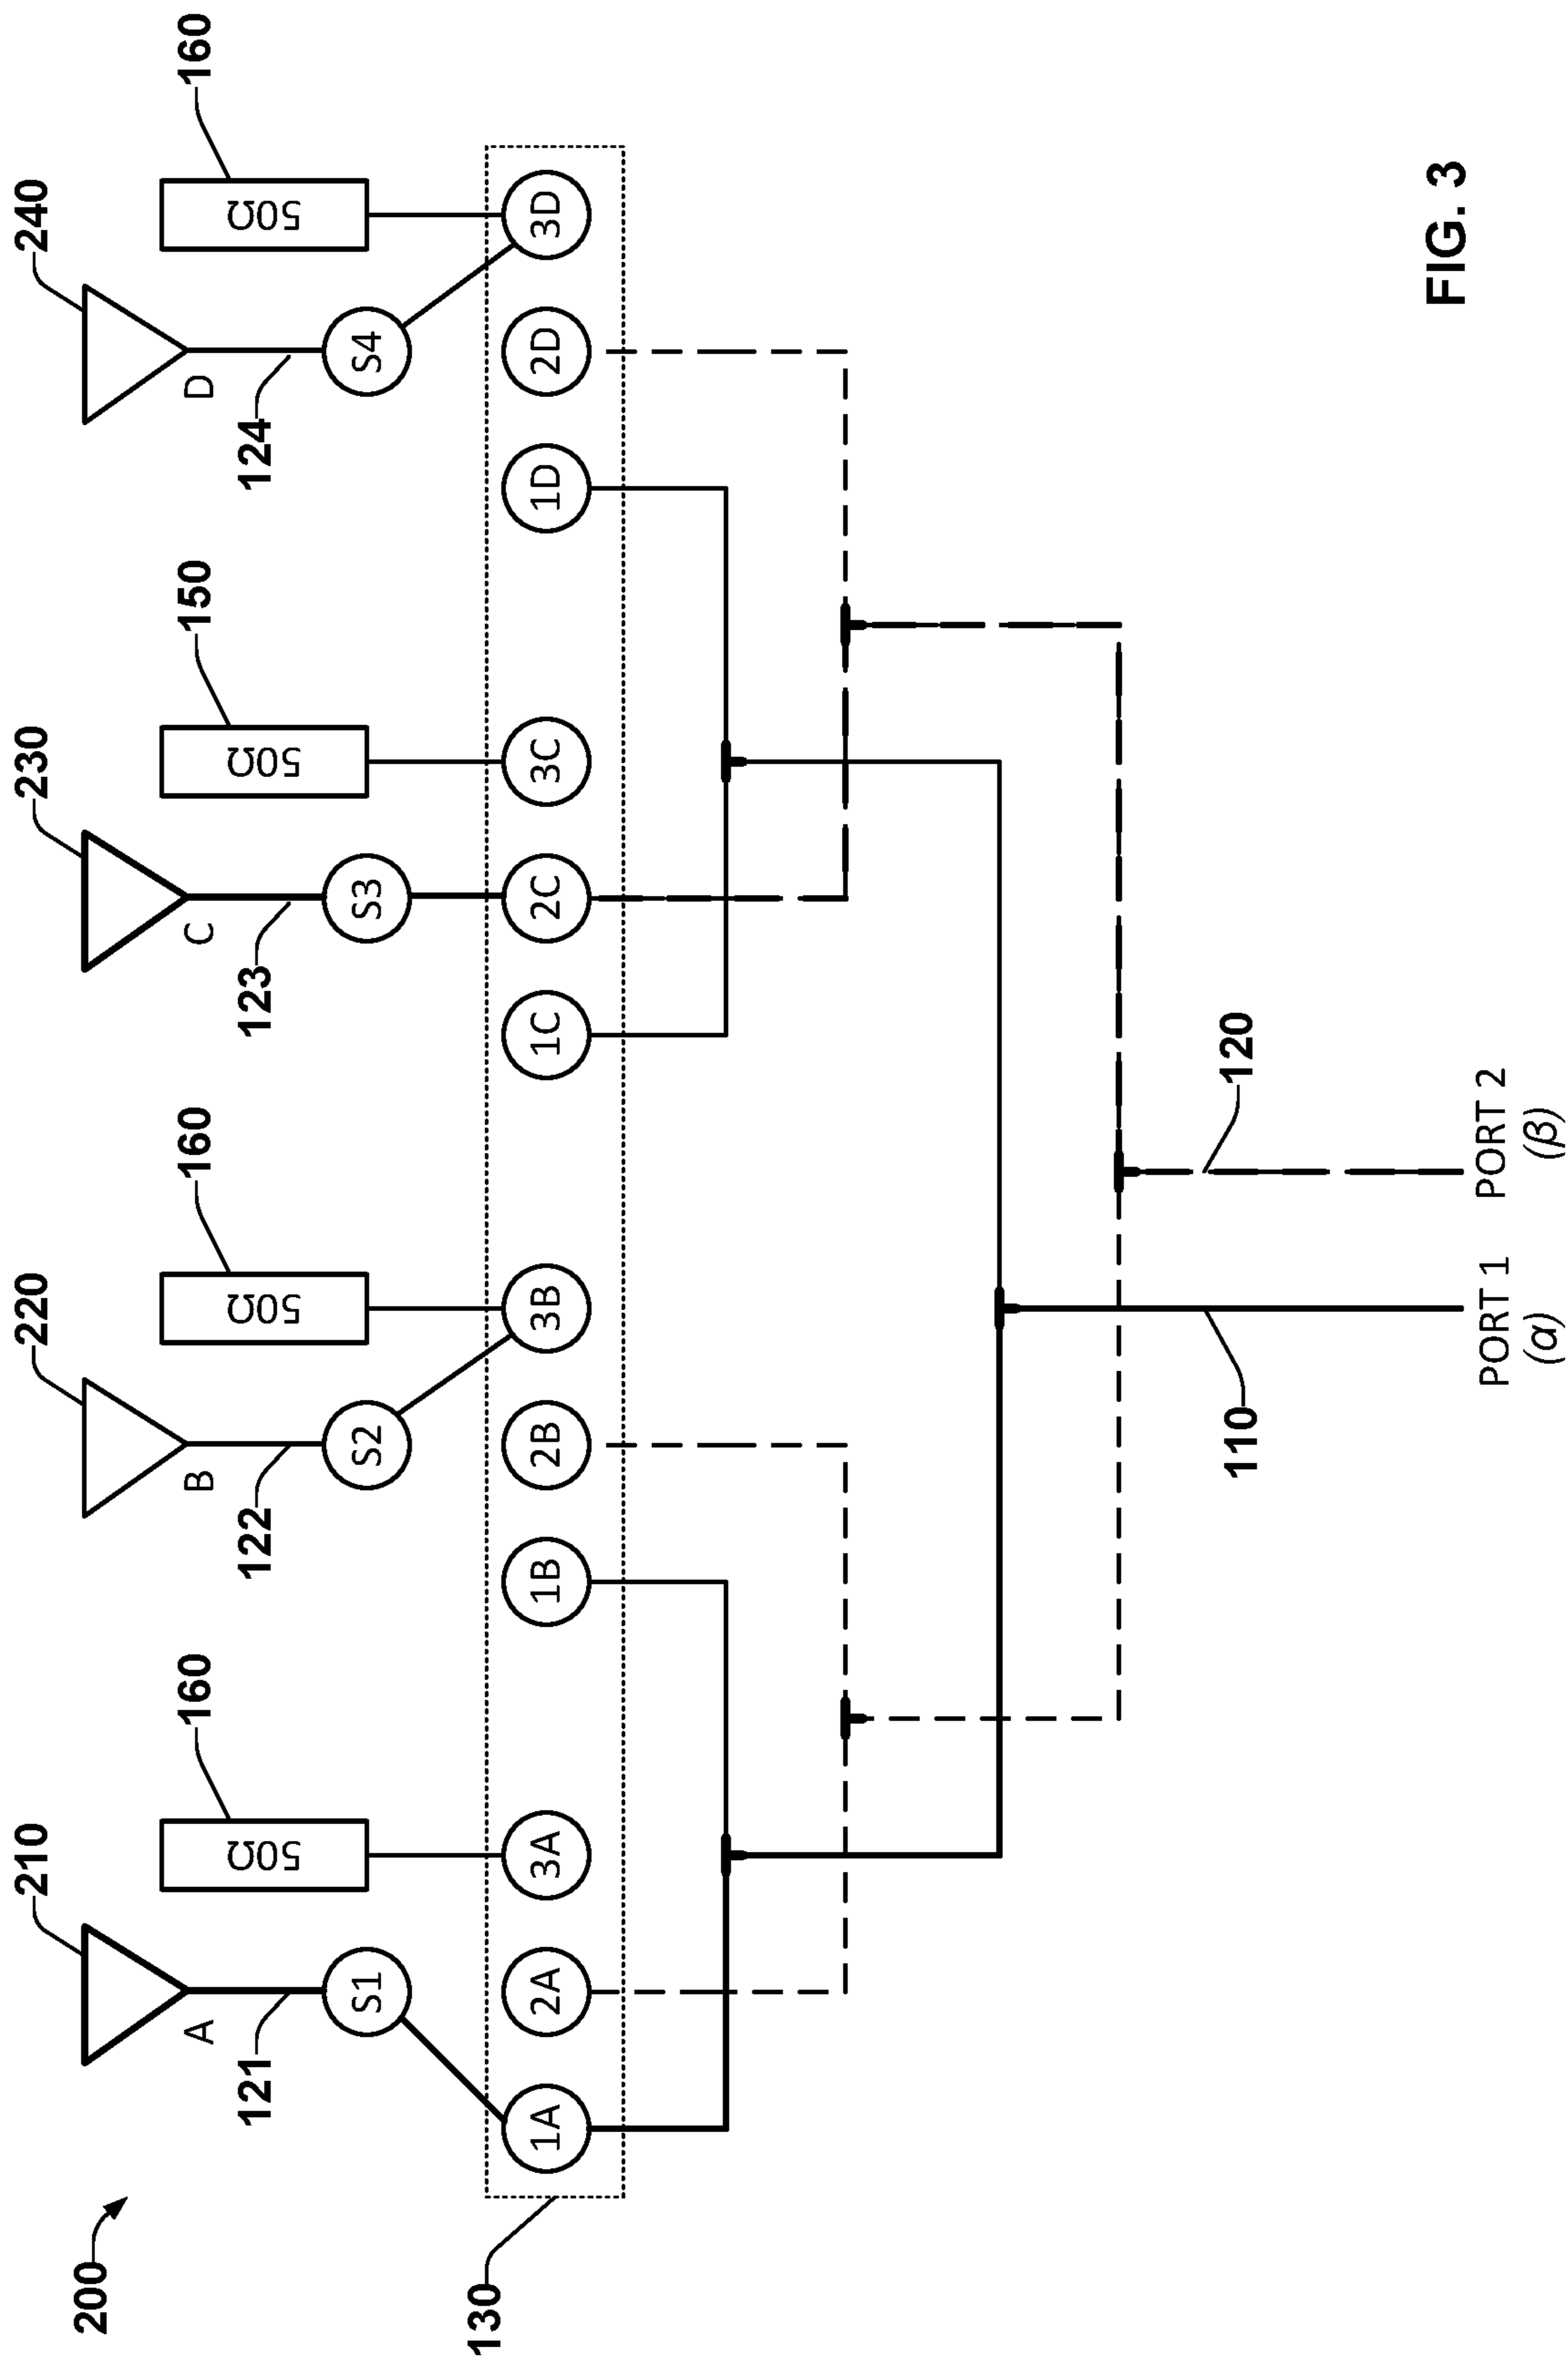 210
220
230
240
200
A
160
B
160
C
150
D
160
121
50Ω
122
50Ω
123
50Ω
124
50Ω
S1
S2
S3
S4
130
1A 2A 3A 1B 2B 3B 1C 2C 3C 1D 2D 3D
110
120
PORT 1
(α)
PORT 2
(β)
FIG. 3